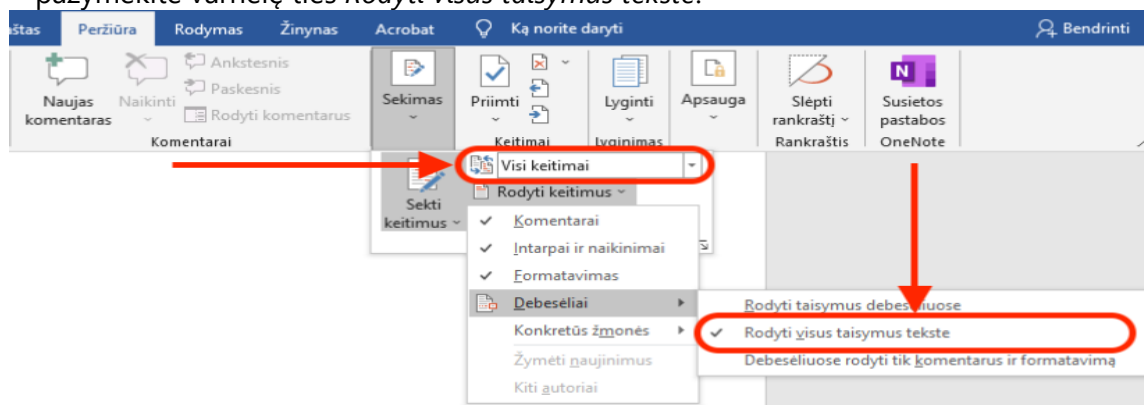 pažymėkite varnelę ties Rodyti visus taisymus tekste.
štas Peržiūra Rodymas Žinynas Acrobat Ką norite daryti Bendrinti
Naujas komentaras
Naikinti
Ankstesnis
Paskesnis
Rodyti komentarus
Komentarai
Sekimas
Priimti
Keitimai
Lyginti
Lyginimas
Apsauga
Slėpti rankraštį
Rankraštis
Susietos pastabos
OneNote
Visi keitimai
Rodyti keitimus
Sekti keitimus
Komentarai
Intarpai ir naikinimai
Formatavimas
Debesėliai
Konkretūs žmonės
Žymėti naujinimus
Kiti autoriai
Rodyti taisymus debesėliuose
Rodyti visus taisymus tekste
Debesėliuose rodyti tik komentarus ir formatavimą